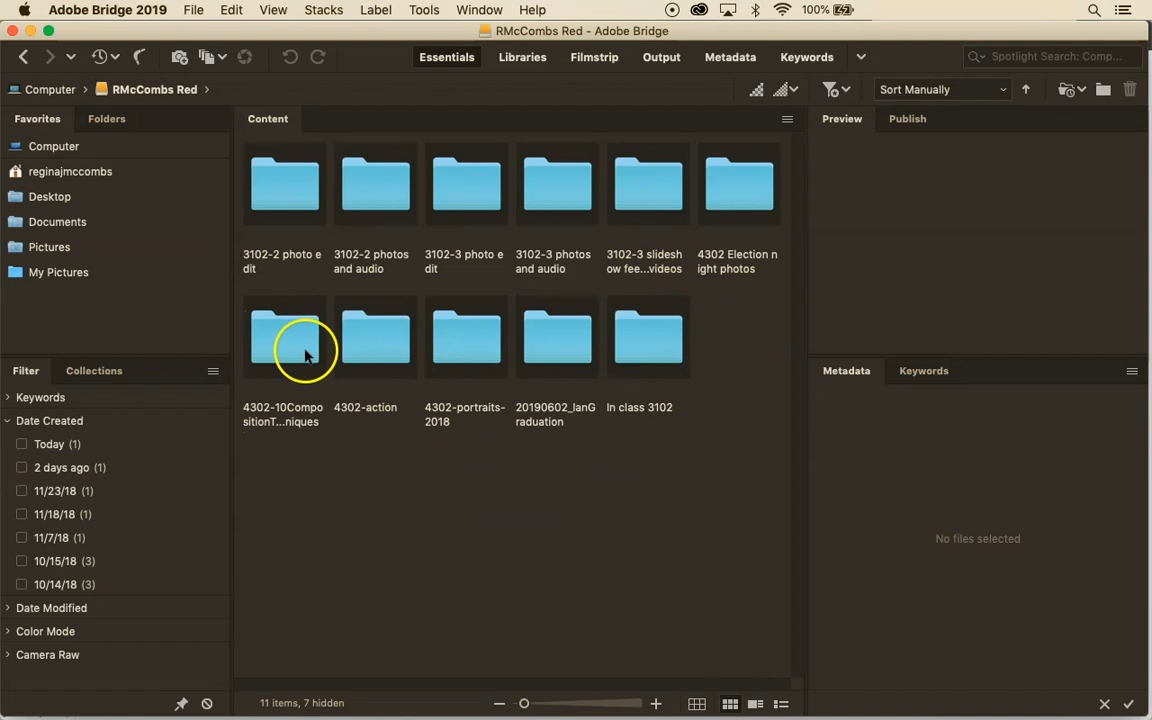 Adobe Bridge 2019 File Edit View Stacks Label Tools Window Help 100%
RMcCombs Red - Adobe Bridge
Essentials Libraries Filmstrip Output Metadata Keywords Spotlight Search: Comp...
Computer RMcCombs Red Sort Manually
Favorites Folders Content Preview Publish
Computer
reginajmccombs
Desktop
Documents
Pictures
My Pictures
3102-2 photo e
dit
3102-2 photos
and audio
3102-3 photo e
dit
3102-3 photos
and audio
3102-3 slidesh
ow fee...videos
4302 Election n
ight photos
4302-10Compo
sitionT...niques
4302-action
4302-portraits-
2018
20190602_IanG
raduation
In class 3102
Filter Collections
Keywords
Date Created
Today (1)
2 days ago (1)
11/23/18 (1)
11/18/18 (1)
11/7/18 (1)
10/15/18 (3)
10/14/18 (3)
Date Modified
Color Mode
Camera Raw
Metadata Keywords
No files selected
11 items, 7 hidden